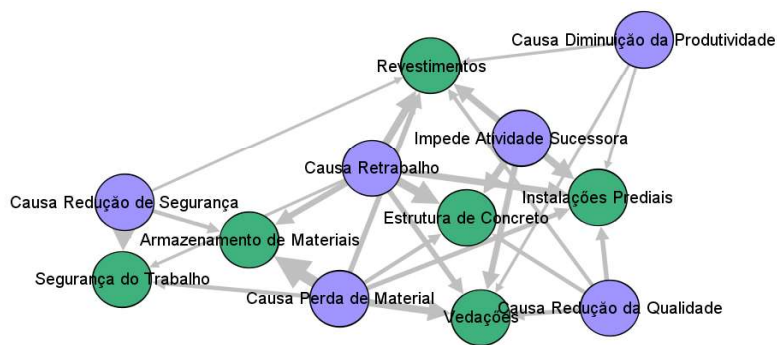 Causa Diminuição da Produtividade
Revestimentos
Impede Atividade Sucessora
Causa Retrabalho
Causa Redução de Segurança
Instalações Prediais
Estrutura de Concreto
Armazenamento de Materiais
Segurança do Trabalho
Causa Perda de Material
Causa Redução da Qualidade
Vedações